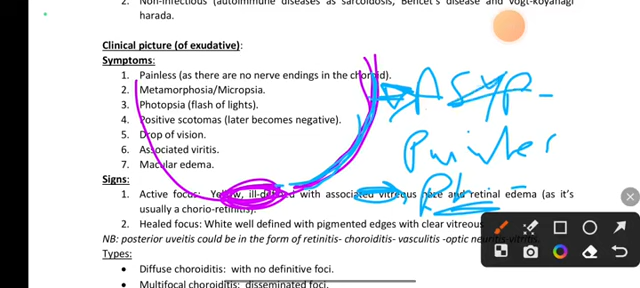 2. Non-infectious (autoimmune diseases as sarcoidosis, Behcet's disease and Vogt-koyanagi
harada.
Clinical picture (of exudative):
Symptoms:
1. Painless (as there are no nerve endings in the choroid).
2. Metamorphosia/Micropsia.
3. Photopsia (flash of lights).
4. Positive scotomas (later becomes negative).
5. Drop of vision.
6. Associated viritis.
7. Macular edema.
Signs:
1. Active focus: Yellow, ill-defined with associated vitreous haze and retinal edema (as it's
usually a chorio-retinitis).
2. Healed focus: White well defined with pigmented edges with clear vitreous
NB: posterior uveitis could be in the form of retinitis- choroiditis- vasculitis -optic neuritis-vitritis.
Types:
• Diffuse choroiditis: with no definitive foci.
• Multifocal choroiditis: disseminated foci.